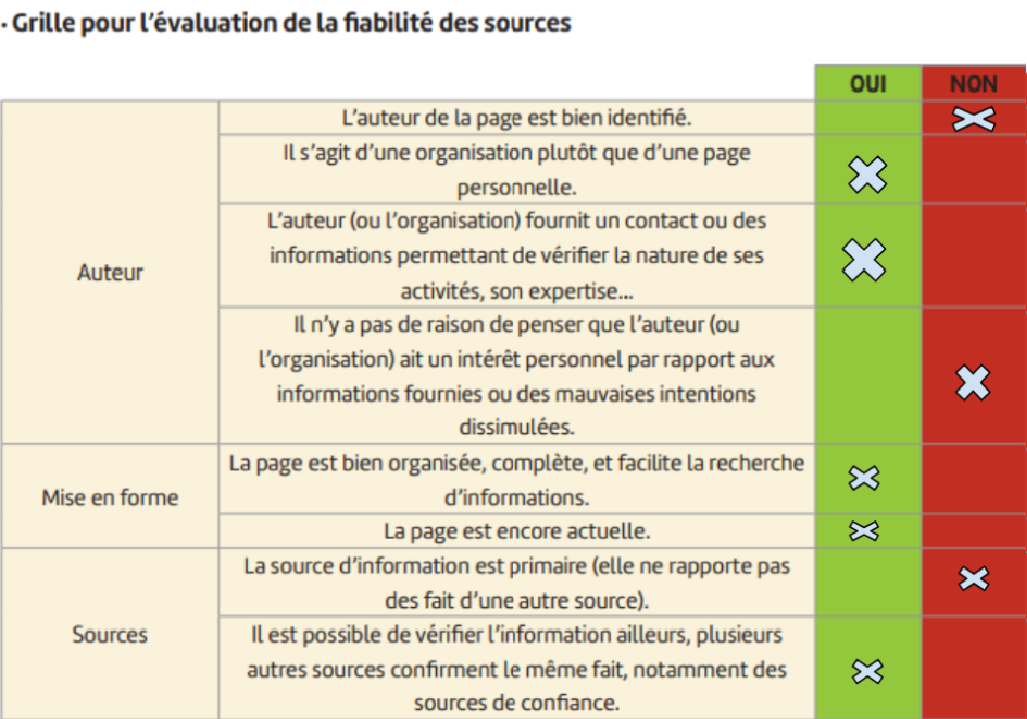 · Grille pour l'évaluation de la fiabilité des sources
OUI NON
L'auteur de la page est bien identifié.
Il s'agit d'une organisation plutôt que d'une page
personnelle.
L'auteur (ou l'organisation) fournit un contact ou des
informations permettant de vérifier la nature de ses
activités, son expertise...
Auteur
Il n'y a pas de raison de penser que l'auteur (ou
l'organisation) ait un intérêt personnel par rapport aux
informations fournies ou des mauvaises intentions
dissimulées.
La page est bien organisée, complète, et facilite la recherche
d'informations.
Mise en forme
La page est encore actuelle.
La source d'information est primaire (elle ne rapporte pas
des fait d'une autre source).
Sources
Il est possible de vérifier l'information ailleurs, plusieurs
autres sources confirment le même fait, notamment des
sources de confiance.